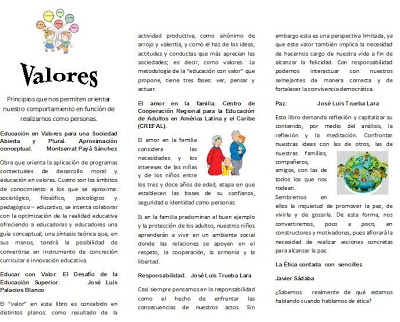 Valores
Principios que nos permiten orientar
nuestro comportamiento en función de
realizarnos como personas.
Educación en Valores para una Sociedad
Abierta y Plural. Aproximación
conceptual. Montserrat Payá Sánchez
Obra que orienta la aplicación de programas
contextuales de desarrollo moral y
educación en valores. Cuatro son los ámbitos
de conocimiento a los que se aproxima:
sociológico, filosófico, psicológico y
pedagógico – educativo, se intenta colaborar
con la optimización de la realidad educativa
ofreciendo a educadores y educadoras una
guía conceptual, una síntesis teórica que, en
sus manos, tendrá la posibilidad de
convertirse en instrumento de concreción
curricular e innovación educativa.
Educar con Valor. El Desafío de la
Educación Superior. José Luis
Palacios Blanco
El "valor" en este libro es concebido en
distintos planos: como resultado de la
actividad productiva, como sinónimo de
arrojo y valentía, y como el haz de las ideas,
actitudes y conductas que más aprecian las
sociedades; es decir, como valores. La
metodología de la "educación con valor" que
propone, tiene tres fases: ver, pensar y
actuar.
El amor en la familia. Centro de
Cooperación Regional para la Educación
de Adultos en América Latina y el Caribe
(CREFAL).
El amor en la familia
considera las
necesidades y los
intereses de las niñas
y de los niños entre
los tres y doce años de edad, etapa en que
establecen las bases de su confianza,
seguridad e identidad como personas.
Si en la familia predominan el buen ejemplo
y la protección de los adultos, nuestros niños
aprenderán a vivir en un ambiente social
donde las relaciones se apoyen en el
respeto, la cooperación, la armonía y la
libertad.
Responsabilidad. José Luis Trueba Lara
Casi siempre pensamos en la responsabilidad
como el hecho de enfrentar las
consecuencias de nuestros actos. Sin
embargo esta es una perspectiva limitada, ya
que este valor también implica la necesidad
de hacernos cargo de nuestra vida a fin de
alcanzar la felicidad. Con responsabilidad
podemos interactuar con nuestros
semejantes de manera correcta y de
fortalecer la convivencia democrática.
Paz. José Luis Trueba Lara
Este libro demanda reflexión y capitalizar su
contenido, por medio del análisis, la
reflexión y la meditación. Confrontar
nuestras ideas con las de otros, las de
nuestras familias,
compañeros,
amigos, con las de
todos los que nos
rodean.
Sembremos en
ellos la inquietud de promover la paz, de
vivirla y de gozarla. De esta forma, nos
convertiremos, poco a poco, en
constructores y motivadores, pues aflorará la
necesidad de realizar acciones concretas
para alcanzar la paz.
La Ética contada con sencillez
Javier Sádaba
¿Sabemos realmente de qué estamos
hablando cuando hablamos de ética?